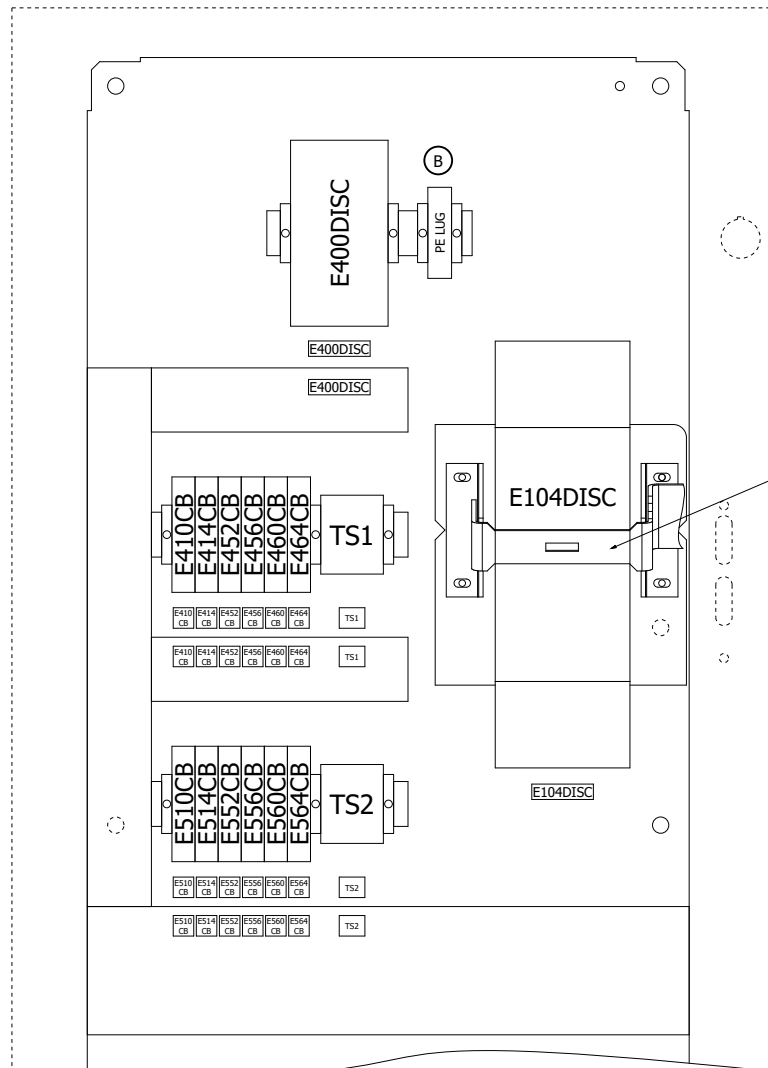 B
E400DISC
PE LUG
E400DISC
E400DISC
E104DISC
E410CB
E414CB
E452CB
E456CB
E460CB
E464CB
TS1
E410
CB
E414
CB
E452
CB
E456
CB
E460
CB
E464
CB
TS1
E410
CB
E414
CB
E452
CB
E456
CB
E460
CB
E464
CB
TS1
E510CB
E514CB
E552CB
E556CB
E560CB
E564CB
TS2
E104DISC
E510
CB
E514
CB
E552
CB
E556
CB
E560
CB
E564
CB
TS2
E510
CB
E514
CB
E552
CB
E556
CB
E560
CB
E564
CB
TS2